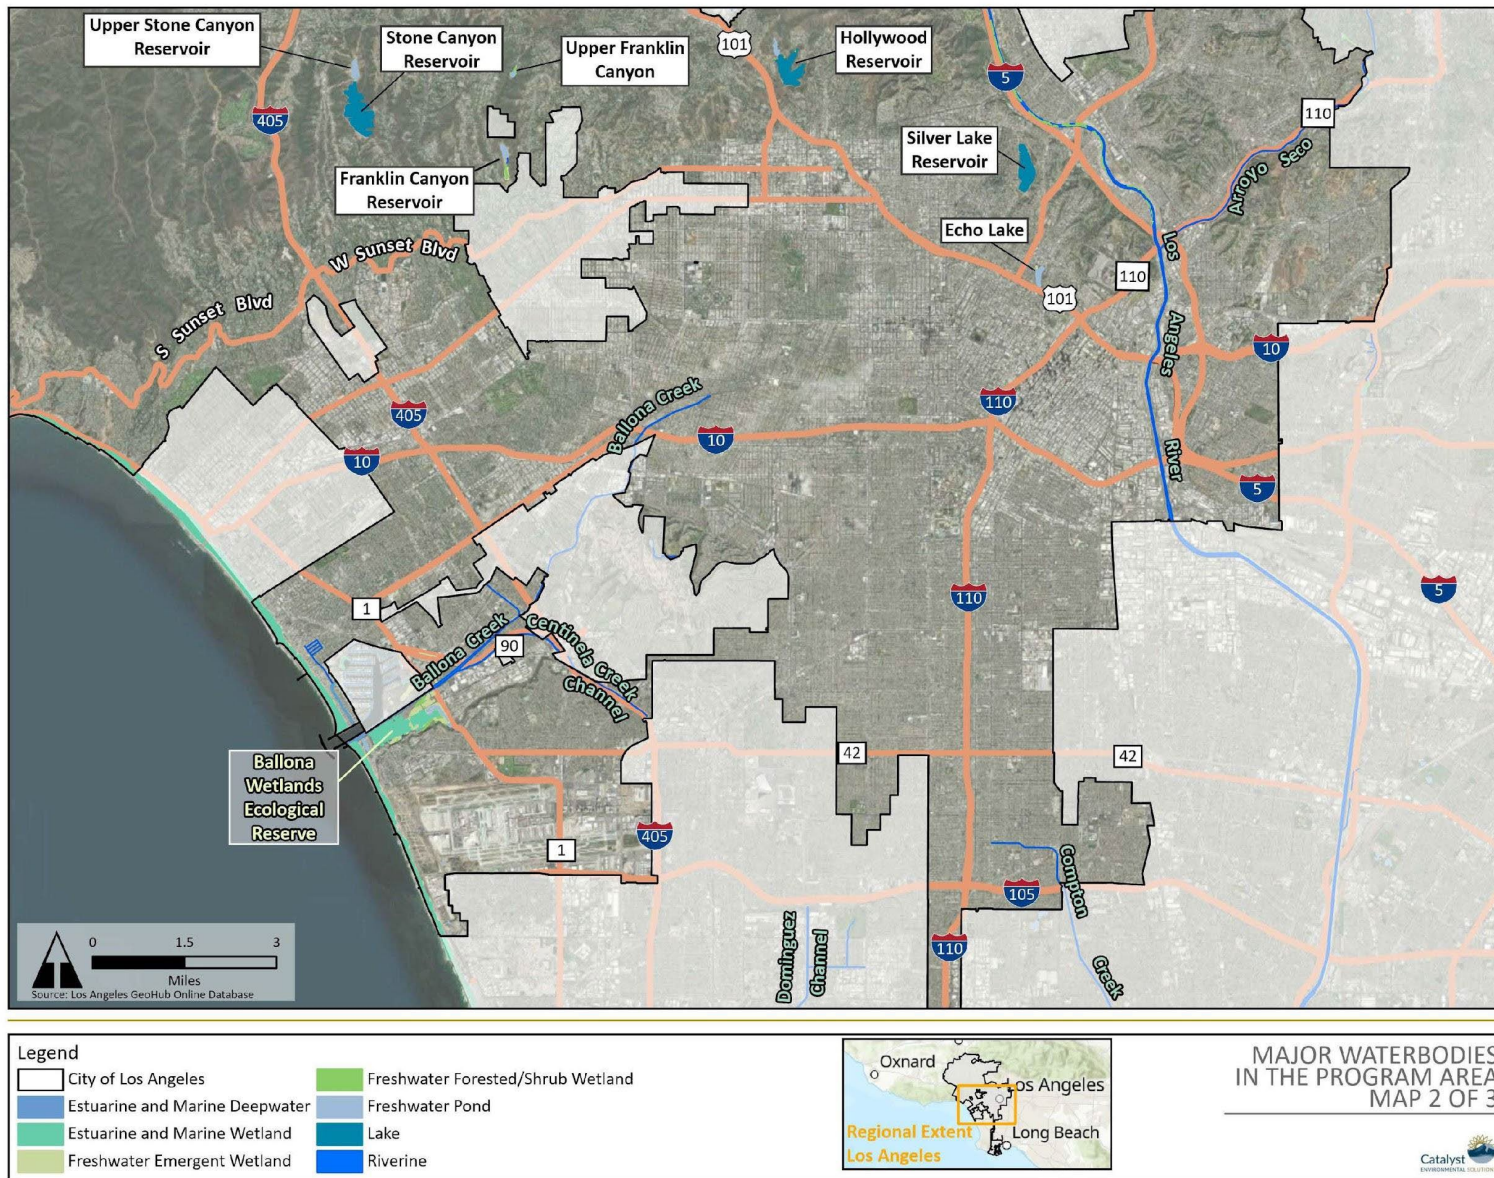 Upper Stone Canyon
Reservoir
Stone Canyon
Reservoir
Upper Franklin
Canyon
101
Hollywood
Reservoir
5
405
110
Silver Lake
Reservoir
Franklin Canyon
Reservoir
Arroyo Seco
Echo Lake
W Sunset Blvd
S Sunset Blvd
110
101
Los
Angeles
River
10
405
110
Ballona Creek
10
10
5
5
1
110
Ballona Creek
90
Centinela Creek
Channel
42
42
Ballona
Wetlands
Ecological
Reserve
405
1
105
Compton
Creek
Dominguez
Channel
110
0 1.5 3
Miles
Source: Los Angeles GeoHub Online Database
Legend
City of Los Angeles
Estuarine and Marine Deepwater
Estuarine and Marine Wetland
Freshwater Emergent Wetland
Freshwater Forested/Shrub Wetland
Freshwater Pond
Lake
Riverine
Oxnard
Los Angeles
Long Beach
Regional Extent
Los Angeles
MAJOR WATERBODIES
IN THE PROGRAM AREA
MAP 2 OF 3
Catalyst
ENVIRONMENTAL SOLUTIONS